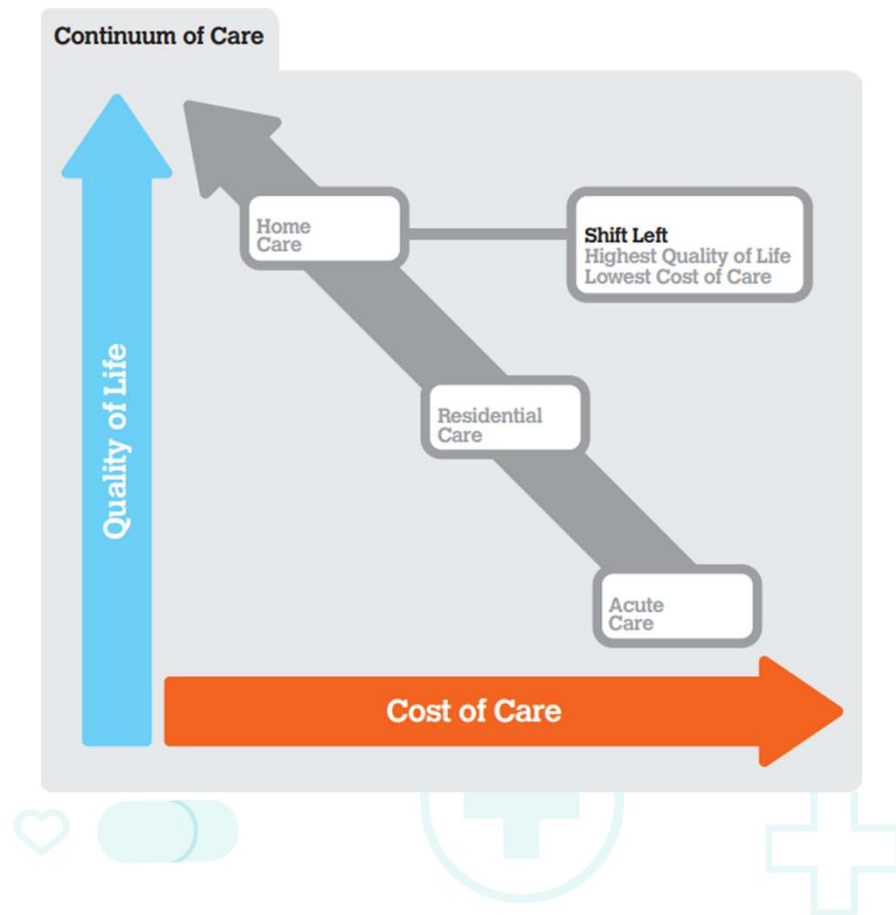 Continuum of Care
Home
Care
Shift Left
Highest Quality of Life
Lowest Cost of Care
Quality of Life
Residential
Care
Acute
Care
Cost of Care